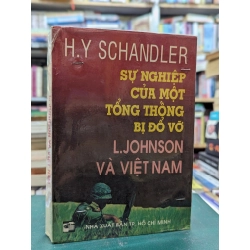 H.Y SCHANDLER
SỰ NGHIỆP
CỦA MỘT
TỔNG THỐNG
BỊ ĐỔ VỠ
L.JOHNSON
VÀ VIỆT NAM
NHÀ XUẤT BẢN TP. HỒ CHÍ MINH